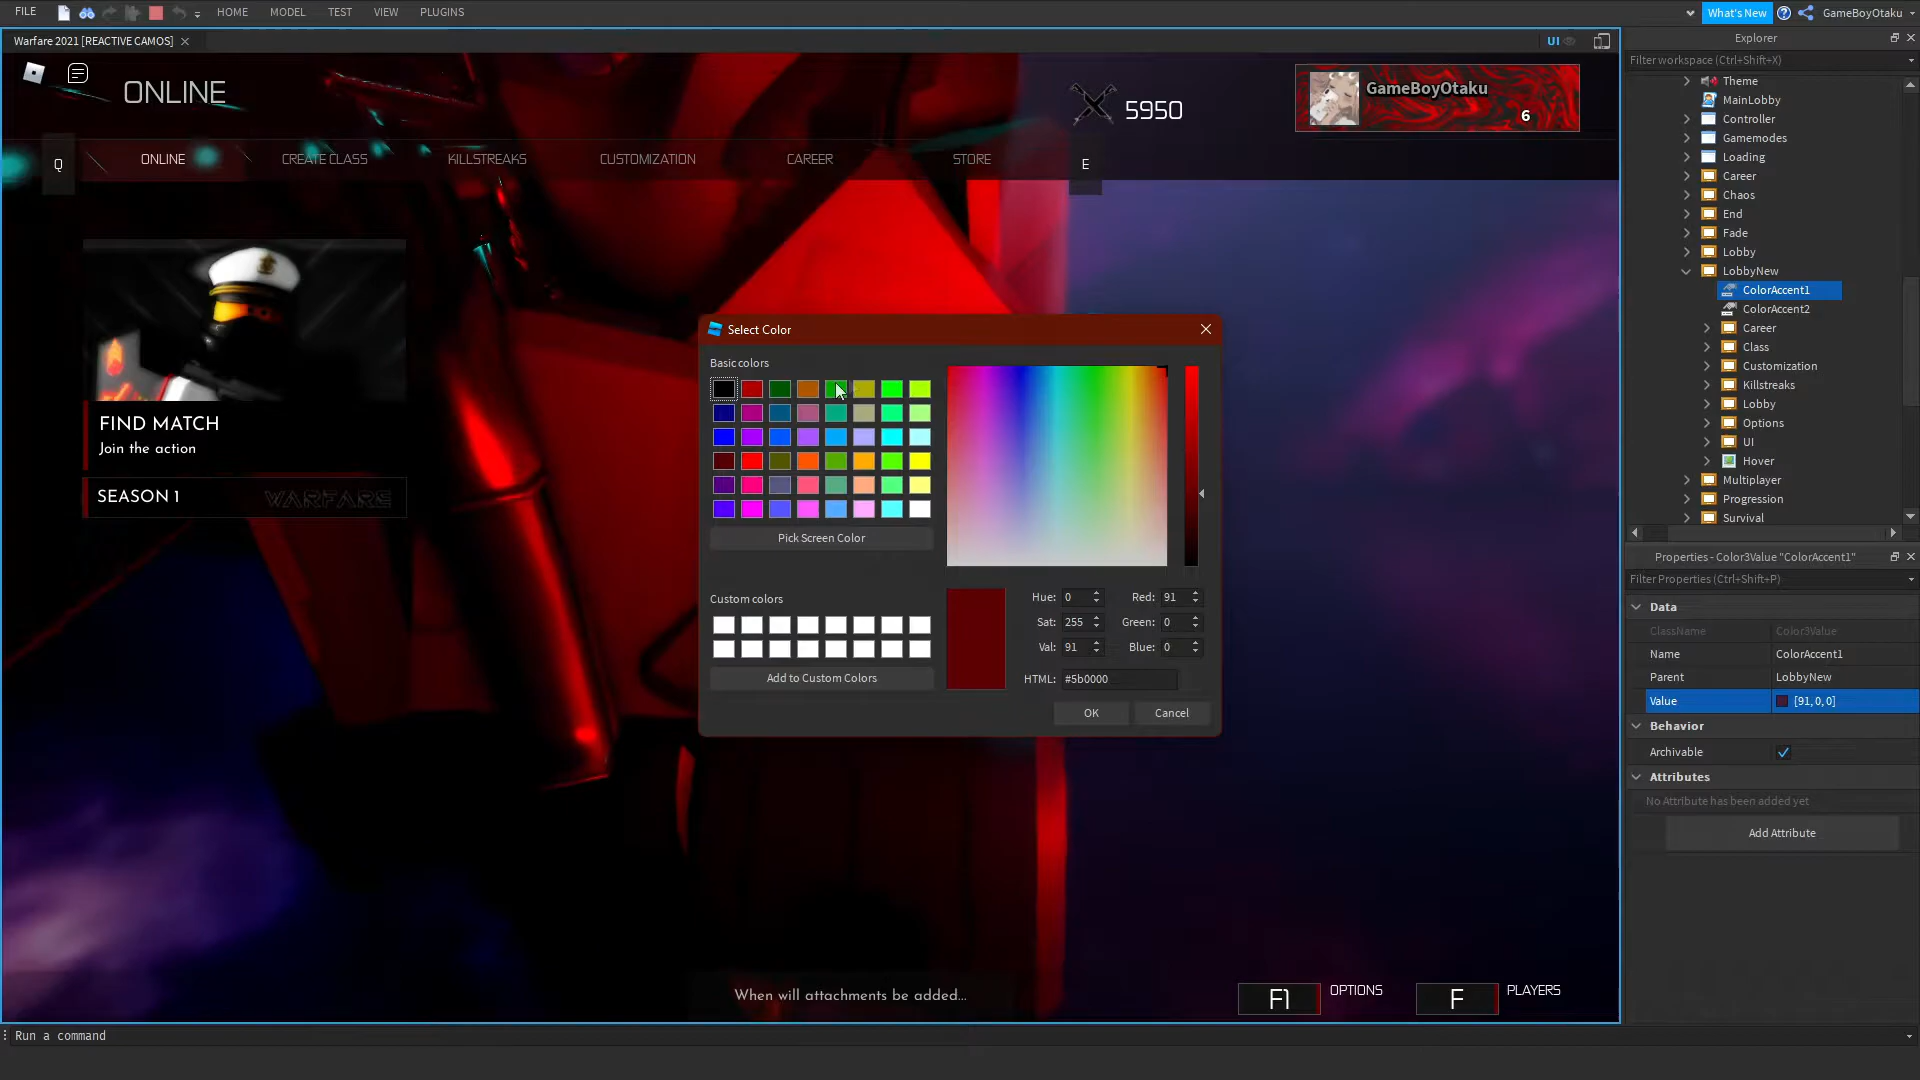 FILE
HOME
MODEL
TEST
VIEW
PLUGINS
What's New
GameBoyOtaku
Warfare 2021 [REACTIVE CAMOS]
UI
ONLINE
5950
GameBoyOtaku
6
Q
ONLINE
CREATE CLASS
KILLSTREAKS
CUSTOMIZATION
CAREER
STORE
E
FIND MATCH
Join the action
SEASON 1
WARFARE
Select Color
Basic colors
Pick Screen Color
Custom colors
Add to Custom Colors
Hue: 0
Red: 91
Sat: 255
Green: 0
Val: 91
Blue: 0
HTML: #5b0000
OK
Cancel
When will attachments be added...
F1
OPTIONS
F
PLAYERS
Run a command
Explorer
Filter workspace (Ctrl+Shift+X)
Theme
MainLobby
Controller
Gamemodes
Loading
Career
Chaos
End
Fade
Lobby
LobbyNew
ColorAccent1
ColorAccent2
Career
Class
Customization
Killstreaks
Lobby
Options
UI
Hover
Multiplayer
Progression
Survival
Properties - Color3Value "ColorAccent1"
Filter Properties (Ctrl+Shift+P)
Data
ClassName Color3Value
Name ColorAccent1
Parent LobbyNew
Value [91, 0, 0]
Behavior
Archivable
Attributes
No Attribute has been added yet
Add Attribute